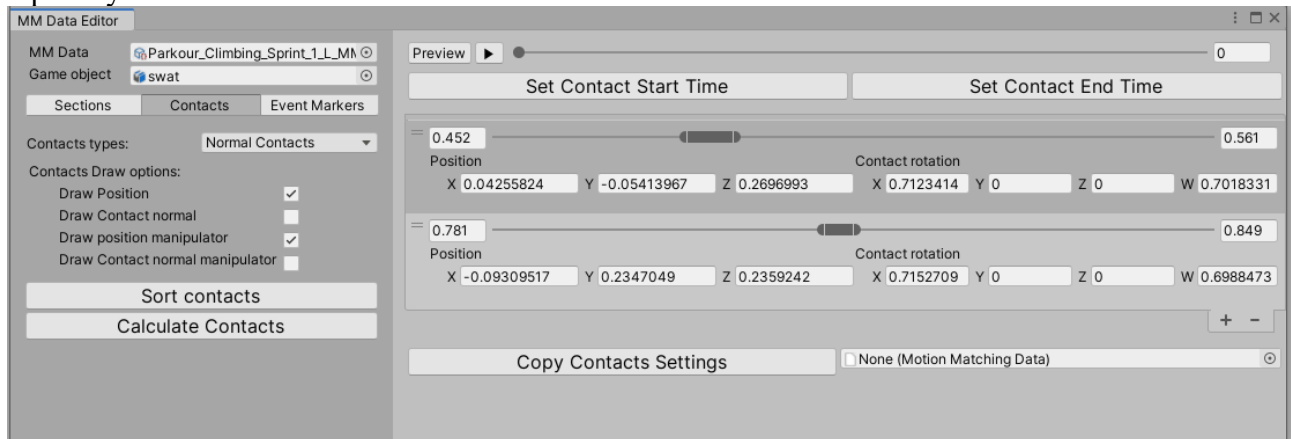 MM Data Editor
MM Data Parkour_Climbing_Sprint_1_L_MM
Game object swat
Sections Contacts Event Markers
Contacts types: Normal Contacts
Contacts Draw options:
Draw Position
Draw Contact normal
Draw position manipulator
Draw Contact normal manipulator
Sort contacts
Calculate Contacts
Preview 0
Set Contact Start Time Set Contact End Time
0.452 0.561
Position Contact rotation
X 0.04255824 Y -0.05413967 Z 0.2696993 X 0.7123414 Y 0 Z 0 W 0.7018331
0.781 0.849
Position Contact rotation
X -0.09309517 Y 0.2347049 Z 0.2359242 X 0.7152709 Y 0 Z 0 W 0.6988473
+ -
Copy Contacts Settings None (Motion Matching Data)